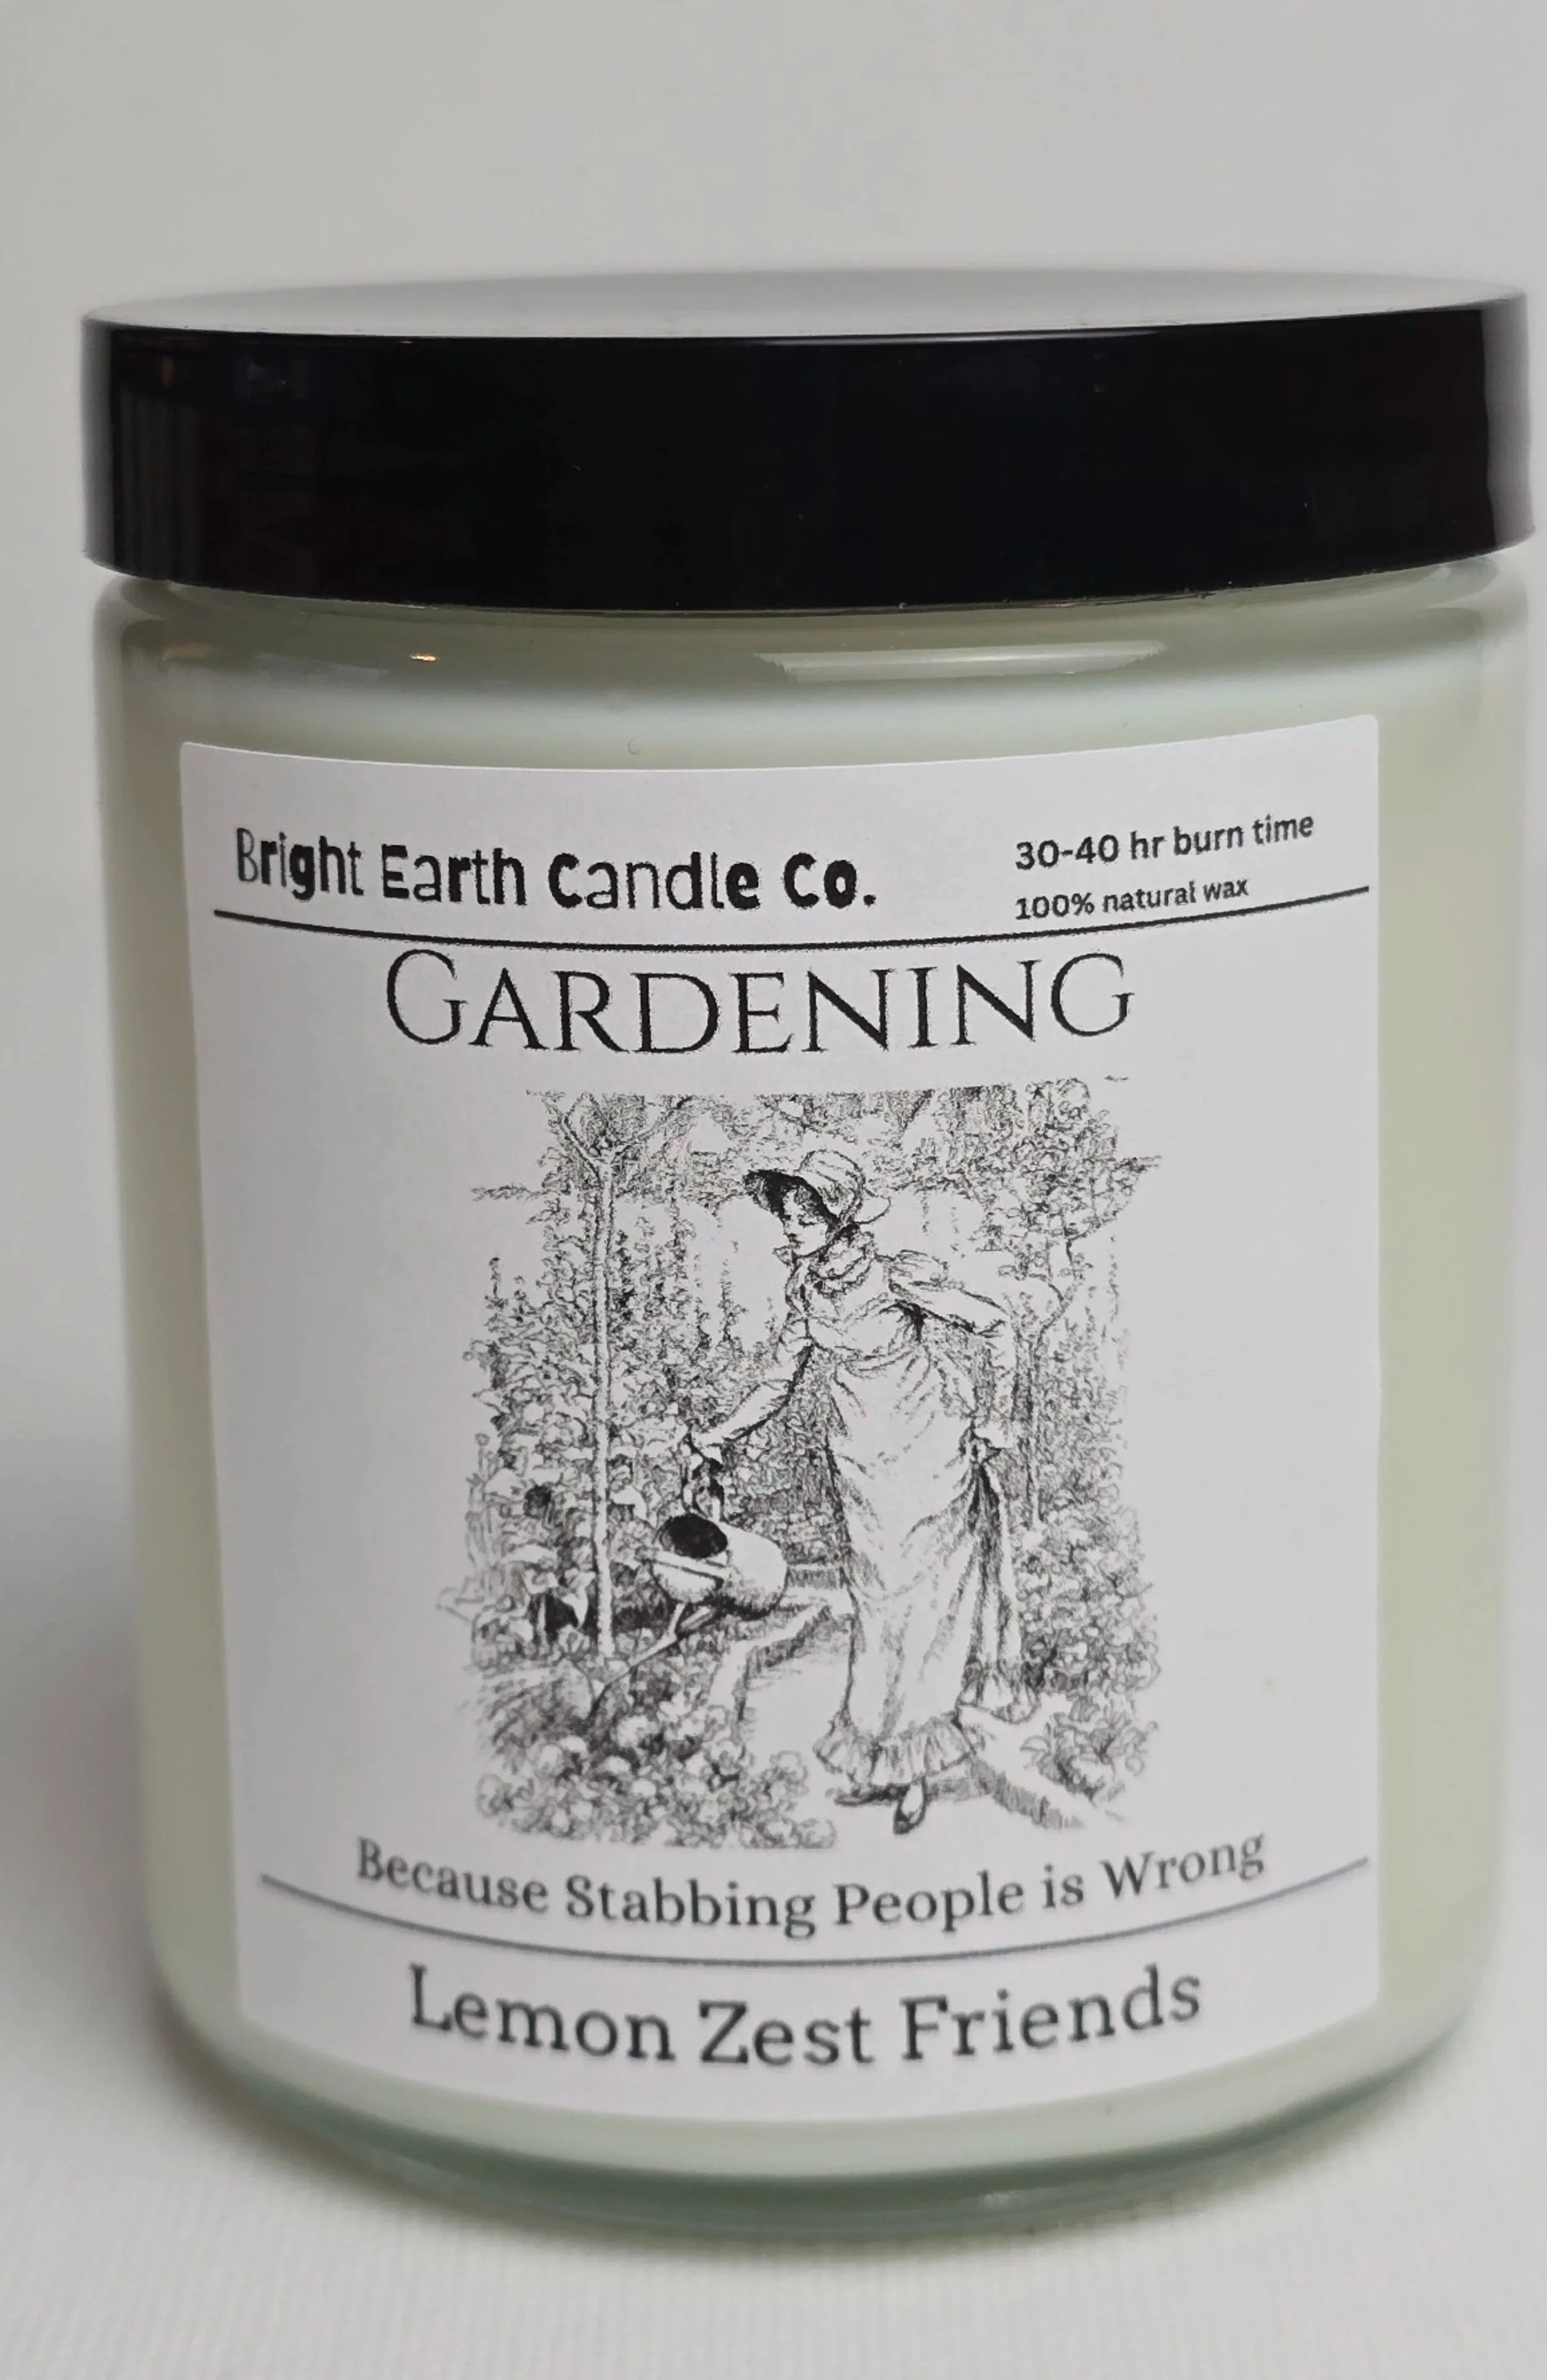 Bright Earth Candle Co.
30-40 hr burn time
100% natural wax
GARDENING
Because Stabbing People is Wrong
Lemon Zest Friends